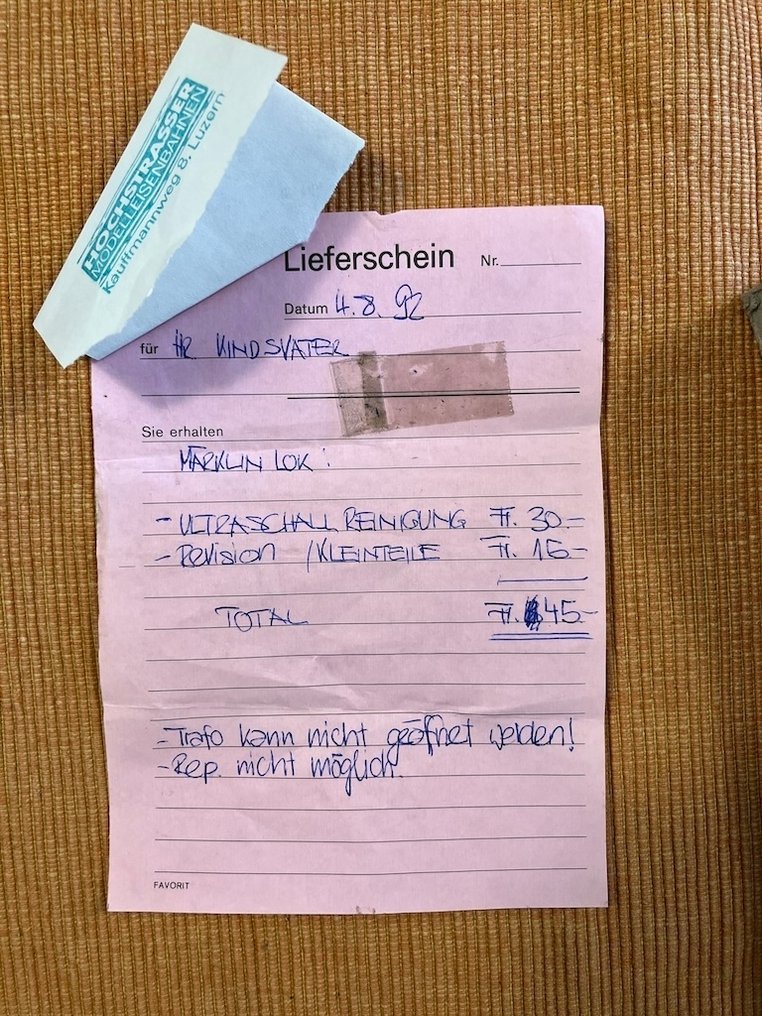 HOCHSTRASSER
MODELLEISENBAHNEN
Kauffmannweg 8. Luzern
Lieferschein Nr.
Datum 4.8.92
für HR KINDSVATER
Sie erhalten
MÄRKLIN LOK:
- ULTRASCHALL REINIGUNG Fr. 30.-
- Revision / KLEINTEILE Fr. 15.-
TOTAL Fr. 45.-
- Trafo kann nicht geöffnet werden!
- Rep. nicht möglich.
FAVORIT